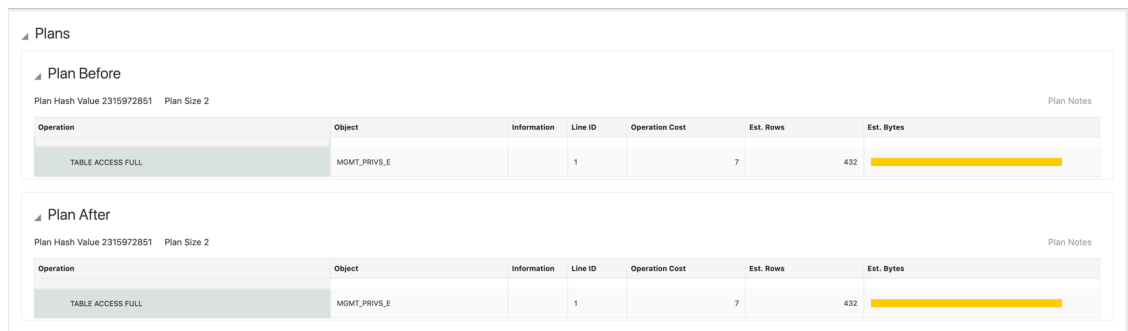 Plans
Plan Before
Plan Hash Value 2315972851 Plan Size 2 Plan Notes
Operation Object Information Line ID Operation Cost Est. Rows Est. Bytes
TABLE ACCESS FULL MGMT_PRIVS_E 1 7 432
Plan After
Plan Hash Value 2315972851 Plan Size 2 Plan Notes
Operation Object Information Line ID Operation Cost Est. Rows Est. Bytes
TABLE ACCESS FULL MGMT_PRIVS_E 1 7 432